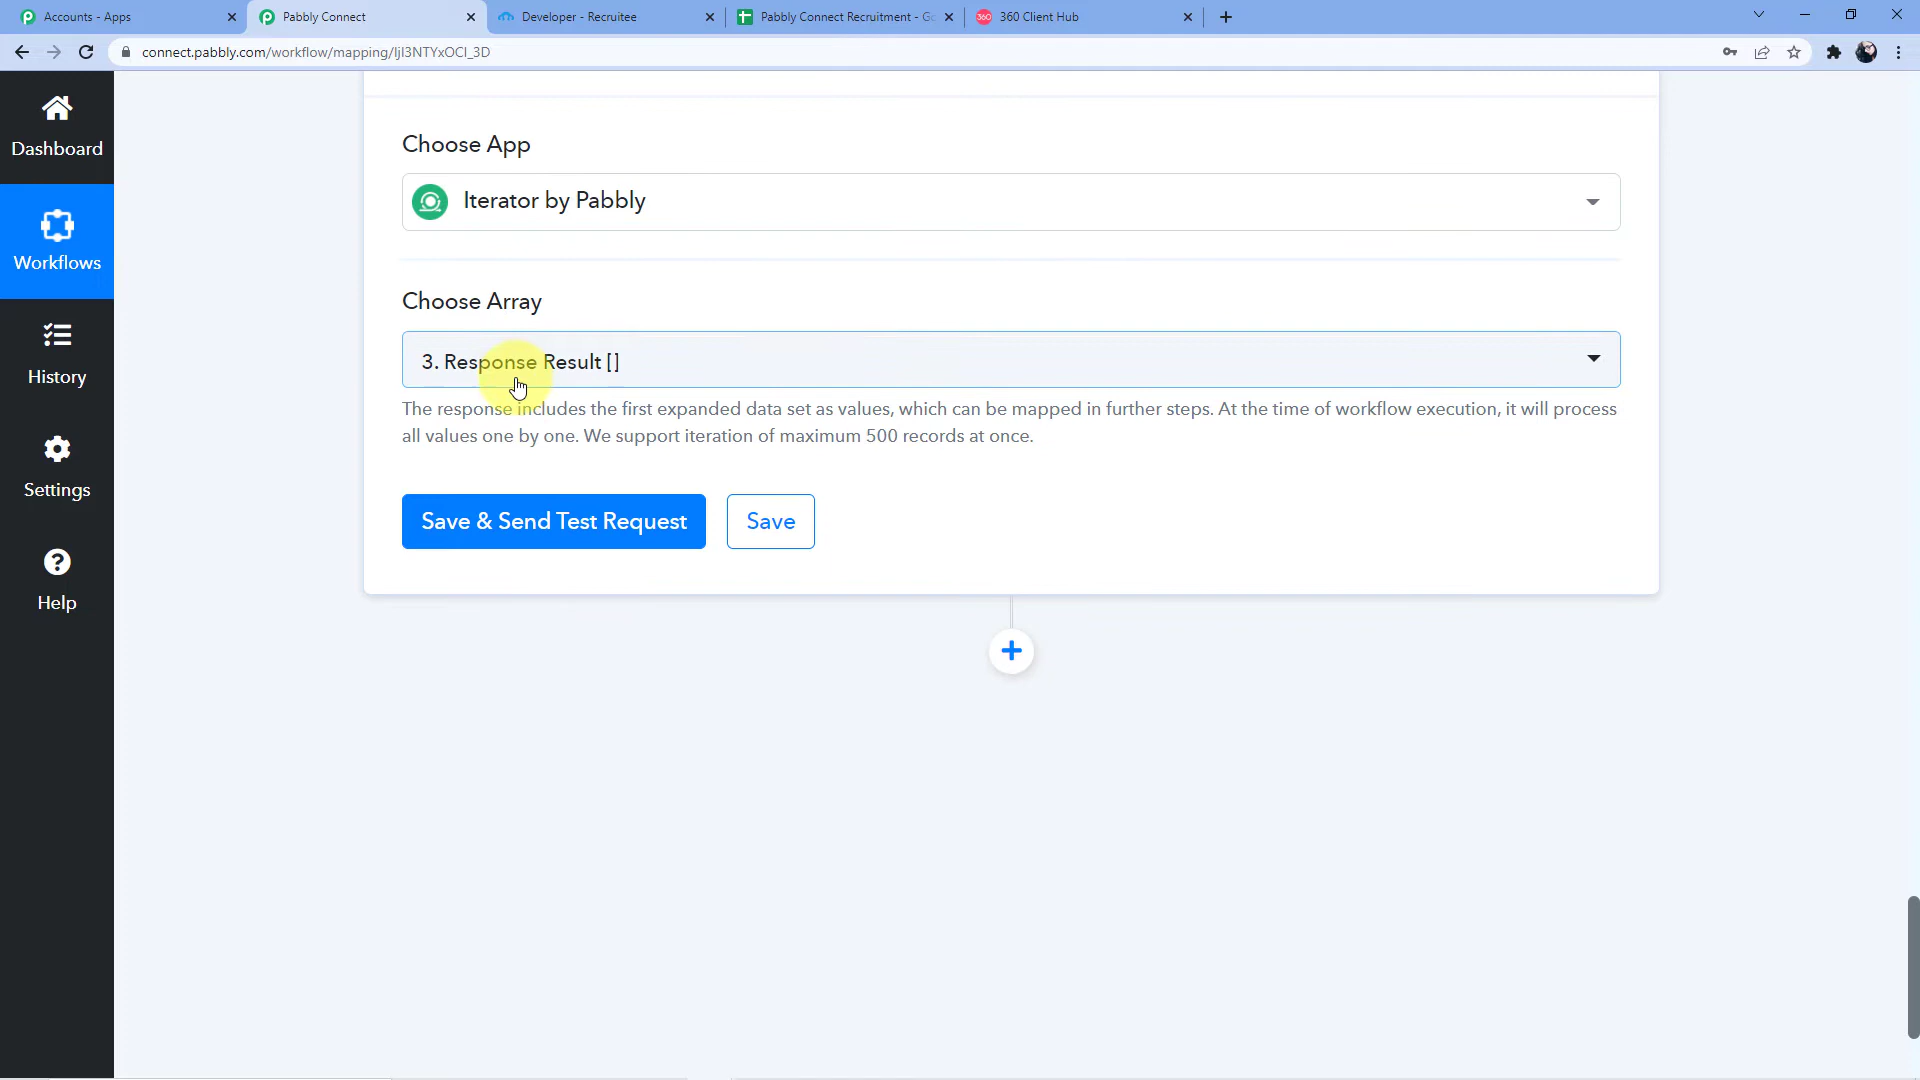 Accounts - Apps
Pabbly Connect
Developer - Recruitee
Pabbly Connect Recruitment - Go
360 Client Hub
connect.pabbly.com/workflow/mapping/IjI3NTYxOCI_3D
Dashboard
Workflows
History
Settings
Help
Choose App
Iterator by Pabbly
Choose Array
3. Response Result []
The response includes the first expanded data set as values, which can be mapped in further steps. At the time of workflow execution, it will process
all values one by one. We support iteration of maximum 500 records at once.
Save & Send Test Request
Save